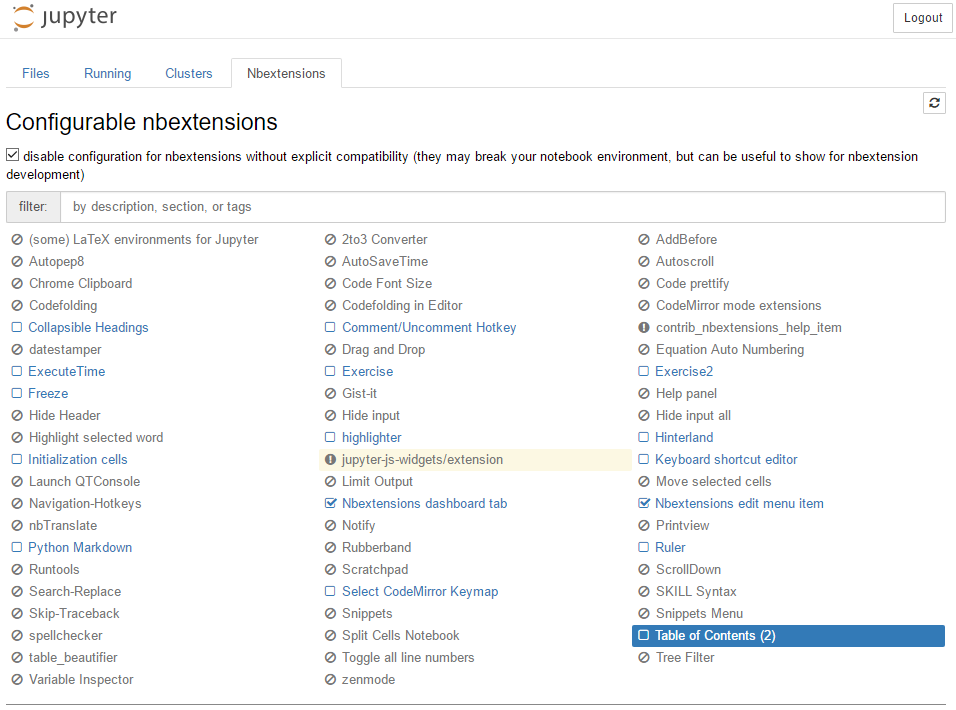 jupyter
Logout
Files Running Clusters Nbextensions
Configurable nbextensions
disable configuration for nbextensions without explicit compatibility (they may break your notebook environment, but can be useful to show for nbextension
development)
filter: by description, section, or tags
(some) LaTeX environments for Jupyter 2to3 Converter AddBefore
Autopep8 AutoSaveTime Autoscroll
Chrome Clipboard Code Font Size Code prettify
Codefolding Codefolding in Editor CodeMirror mode extensions
Collapsible Headings Comment/Uncomment Hotkey contrib_nbextensions_help_item
datestamper Drag and Drop Equation Auto Numbering
ExecuteTime Exercise Exercise2
Freeze Gist-it Help panel
Hide Header Hide input Hide input all
Highlight selected word highlighter Hinterland
Initialization cells jupyter-js-widgets/extension Keyboard shortcut editor
Launch QTConsole Limit Output Move selected cells
Navigation-Hotkeys Nbextensions dashboard tab Nbextensions edit menu item
nbTranslate Notify Printview
Python Markdown Rubberband Ruler
Runtools Scratchpad ScrollDown
Search-Replace Select CodeMirror Keymap SKILL Syntax
Skip-Traceback Snippets Snippets Menu
spellchecker Split Cells Notebook Table of Contents (2)
table_beautifier Toggle all line numbers Tree Filter
Variable Inspector zenmode